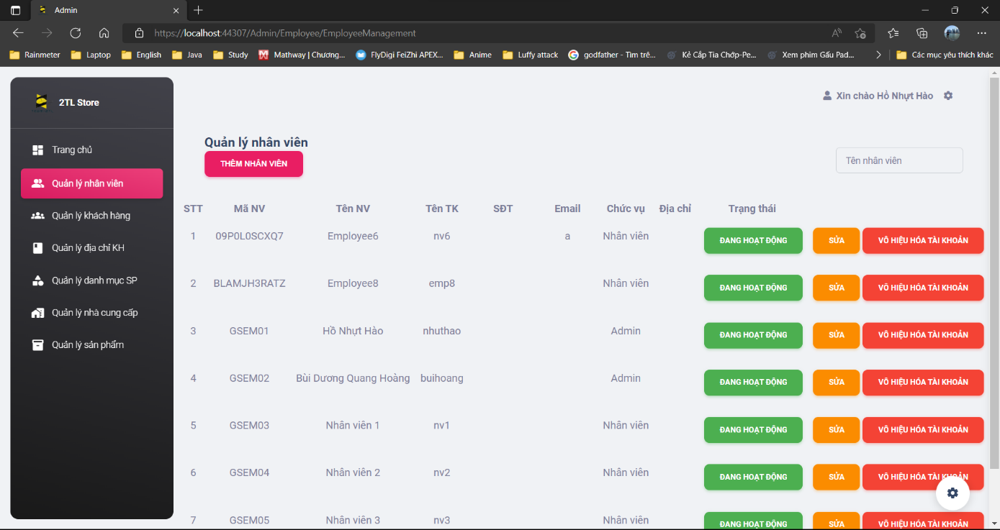 Admin
https://localhost:44307/Admin/Employee/EmployeeManagement
Rainmeter Laptop English Java Study Mathway | Chương... FlyDigi FeiZhi APEX... Anime Luffy attack godfather - Tìm trê... Kẻ Cắp Tia Chớp-Pe... Xem phim Gấu Pad... Các mục yêu thích khác
2TL Store
Xin chào Hồ Nhựt Hào
Trang chủ
Quản lý nhân viên
Quản lý khách hàng
Quản lý địa chỉ KH
Quản lý danh mục SP
Quản lý nhà cung cấp
Quản lý sản phẩm
Quản lý nhân viên
THÊM NHÂN VIÊN
Tên nhân viên
STT Mã NV Tên NV Tên TK SĐT Email Chức vụ Địa chỉ Trạng thái
1 09P0L0SCXQ7 Employee6 nv6 a Nhân viên ĐANG HOẠT ĐỘNG SỬA VÔ HIỆU HÓA TÀI KHOẢN
2 BLAMJH3RATZ Employee8 emp8 Nhân viên ĐANG HOẠT ĐỘNG SỬA VÔ HIỆU HÓA TÀI KHOẢN
3 GSEM01 Hồ Nhựt Hào nhuthao Admin ĐANG HOẠT ĐỘNG SỬA VÔ HIỆU HÓA TÀI KHOẢN
4 GSEM02 Bùi Dương Quang Hoàng buihoang Admin ĐANG HOẠT ĐỘNG SỬA VÔ HIỆU HÓA TÀI KHOẢN
5 GSEM03 Nhân viên 1 nv1 Nhân viên ĐANG HOẠT ĐỘNG SỬA VÔ HIỆU HÓA TÀI KHOẢN
6 GSEM04 Nhân viên 2 nv2 Nhân viên ĐANG HOẠT ĐỘNG SỬA VÔ HIỆU HÓA TÀI KHOẢN
7 GSEM05 Nhân viên 3 nv3 Nhân viên ĐANG HOẠT ĐỘNG SỬA VÔ HIỆU HÓA TÀI KHOẢN